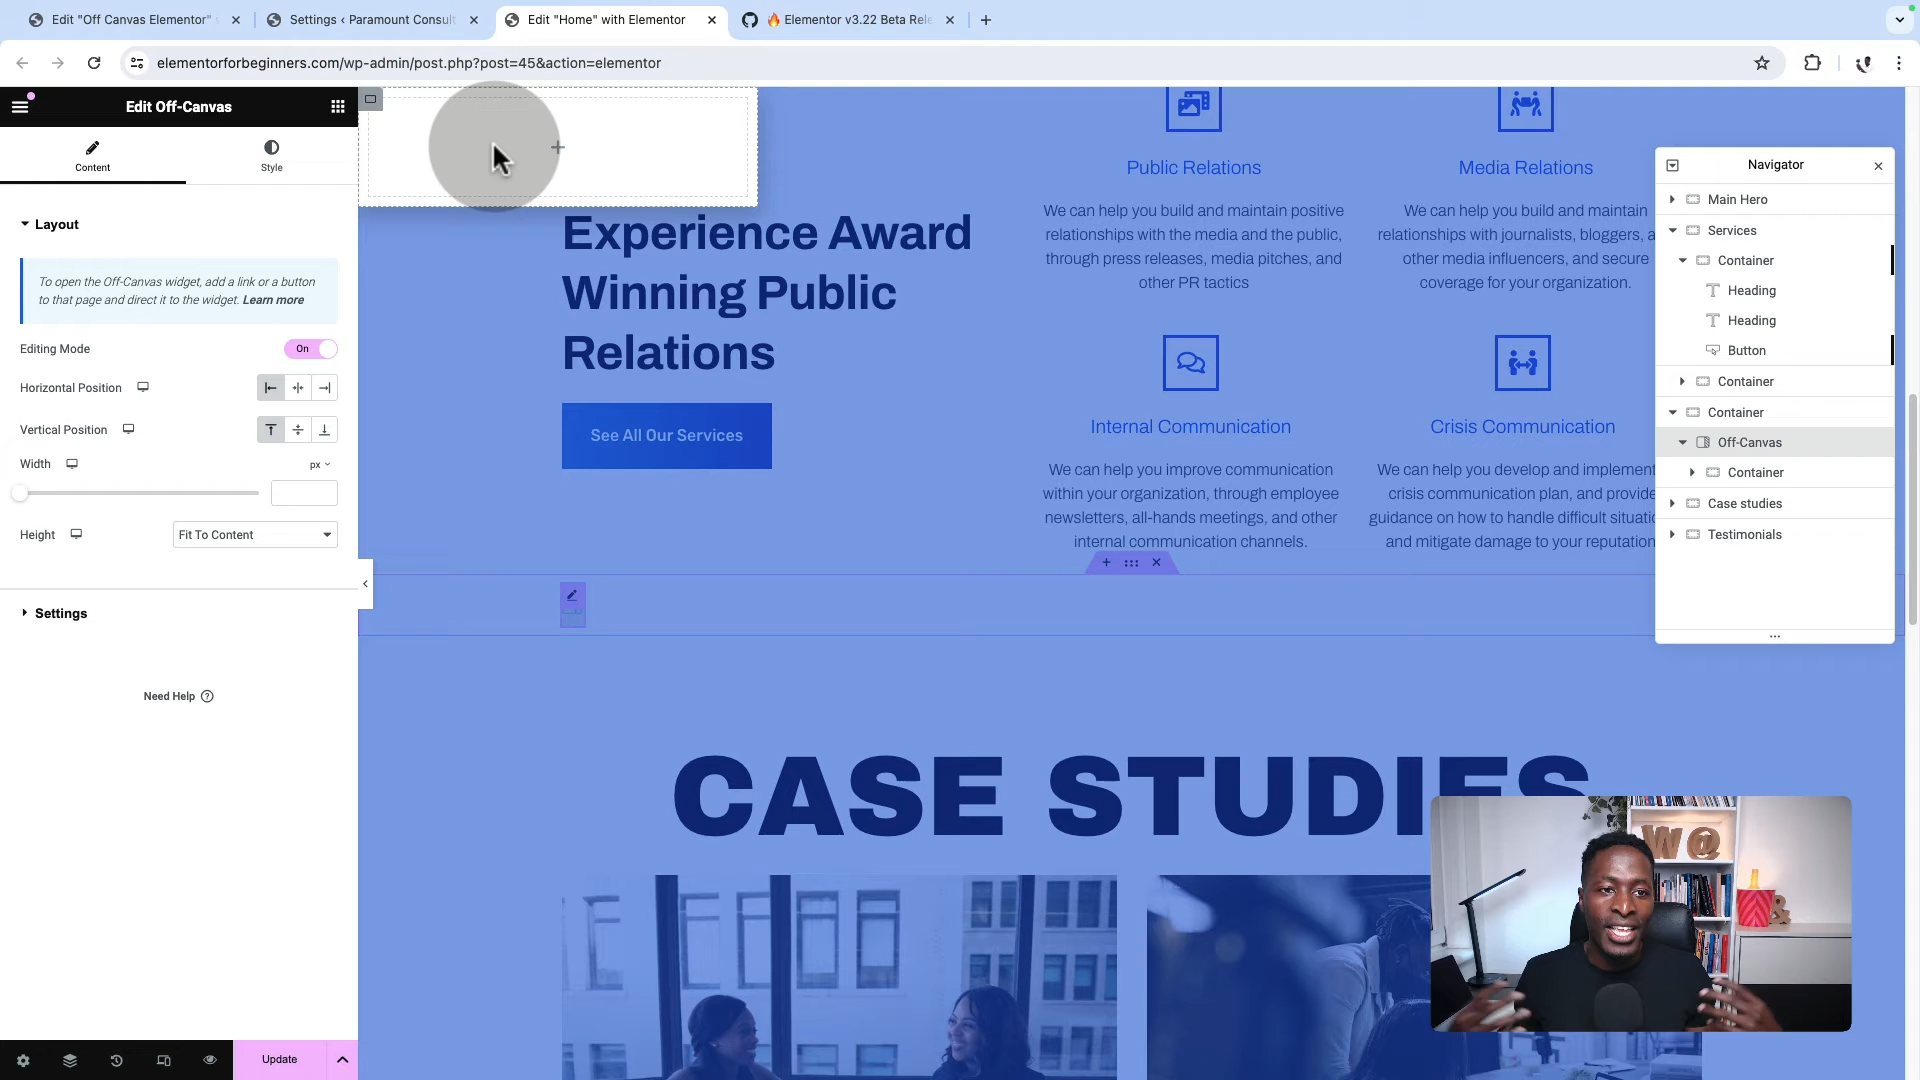 Edit "Off Canvas Elementor"
Settings ‹ Paramount Consult
Edit "Home" with Elementor
🔥 Elementor v3.22 Beta Rele
elementorforbeginners.com/wp-admin/post.php?post=45&action=elementor
Edit Off-Canvas
Content
Style
Layout
To open the Off-Canvas widget, add a link or a button
to that page and direct it to the widget. Learn more
Editing Mode
On
Horizontal Position
Vertical Position
Width
px
Height
Fit To Content
Settings
Need Help
Update
Experience Award
Winning Public
Relations
See All Our Services
Public Relations
We can help you build and maintain positive
relationships with the media and the public,
through press releases, media pitches, and
other PR tactics
Media Relations
We can help you build and maintain
relationships with journalists, bloggers, a
other media influencers, and secure
coverage for your organization.
Internal Communication
We can help you improve communication
within your organization, through employee
newsletters, all-hands meetings, and other
internal communication channels.
Crisis Communication
We can help you develop and implement
crisis communication plan, and provide
guidance on how to handle difficult situatio
and mitigate damage to your reputation
CASE STUDIES
Navigator
Main Hero
Services
Container
Heading
Heading
Button
Container
Container
Off-Canvas
Container
Case studies
Testimonials
W@
&